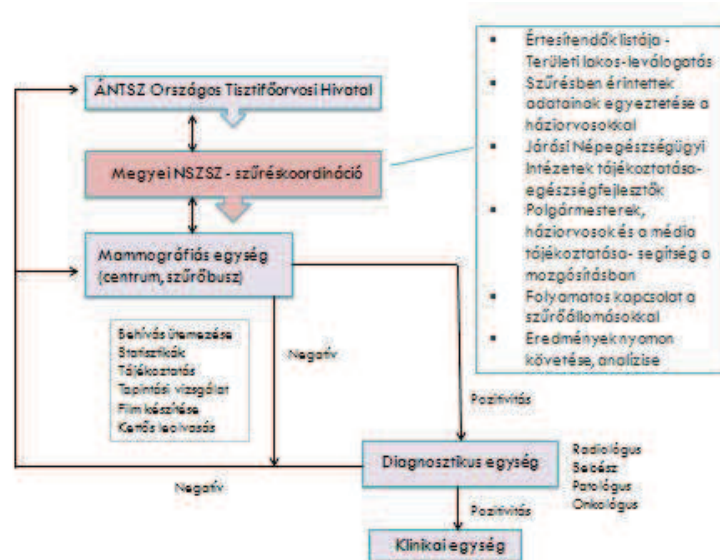 ÁNTSZ Országos Tisztifőorvosi Hivatal
Megyei NSZSZ - szűréskoordináció
Mammográfiás egység
(centrum, szűrőbusz)
▪ Értesítendők listája -
Területi lakos-leválogatás
▪ Szűrésben érintettek
adatainak egyeztetése a
háziorvosokkal
▪ Járási Népegészségügyi
Intézetek tájékoztatása-
egészségfejlesztők
▪ Polgármesterek,
háziorvosok és a média
tájékoztatása- segítség a
mozgósításban
▪ Folyamatos kapcsolat a
szűrőállomásokkal
▪ Eredmények nyomon
követése, analízise
Behívás ütemezése
Statisztikák
Tájékoztatás
Tapintási vizsgálat
Film készítése
Kettős leolvasás
Negatív
Pozitivitás
Diagnosztikus egység
Radiológus
Sebész
Patológus
Onkológus
Negatív
Pozitivitás
Klinikai egység